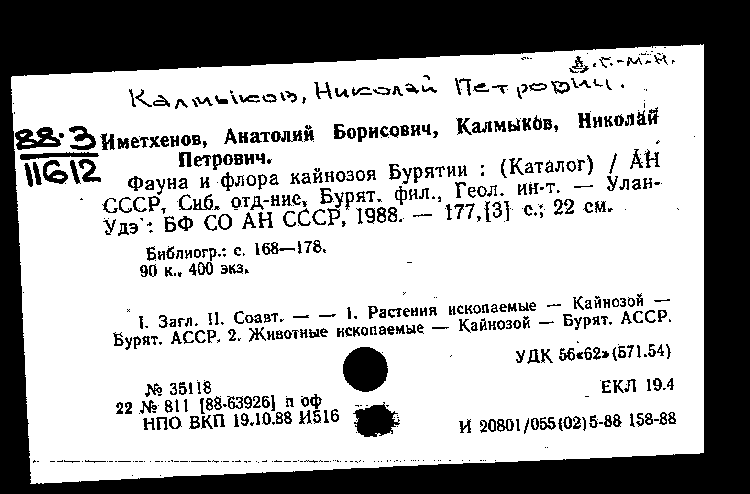 Д.Г.-М.Н.
Калмыков, Николай Петрович.
88-3
11612
Иметхенов, Анатолий Борисович, Калмыков, Николай
Петрович.
Фауна и флора кайнозоя Бурятии : (Каталог) / АН
СССР, Сиб. отд-ние, Бурят. фил., Геол. ин-т. — Улан-
Удэ : БФ СО АН СССР, 1988. — 177,[3] с.; 22 см.
Библиогр.: с. 168—178.
90 к., 400 экз.
I. Загл. II. Соавт. — — 1. Растения ископаемые — Кайнозой —
Бурят. АССР. 2. Животные ископаемые — Кайнозой — Бурят. АССР.
УДК 56«62»(571.54)
№ 35118
ЕКЛ 19.4
22 № 811 [88-63926] п оф
НПО ВКП 19.10.88 И516
И 20801/055(02)5-88 158-88